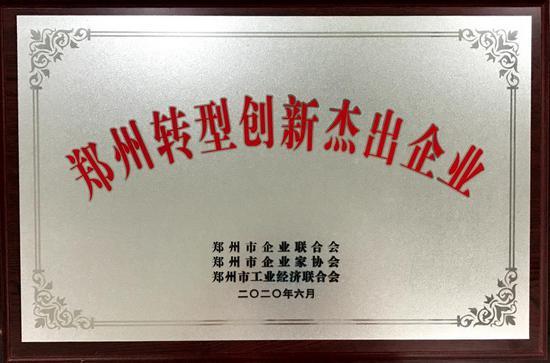 郑州转型创新杰出企业
郑州市企业联合会
郑州市企业家协会
郑州市工业经济联合会
二〇二〇年六月